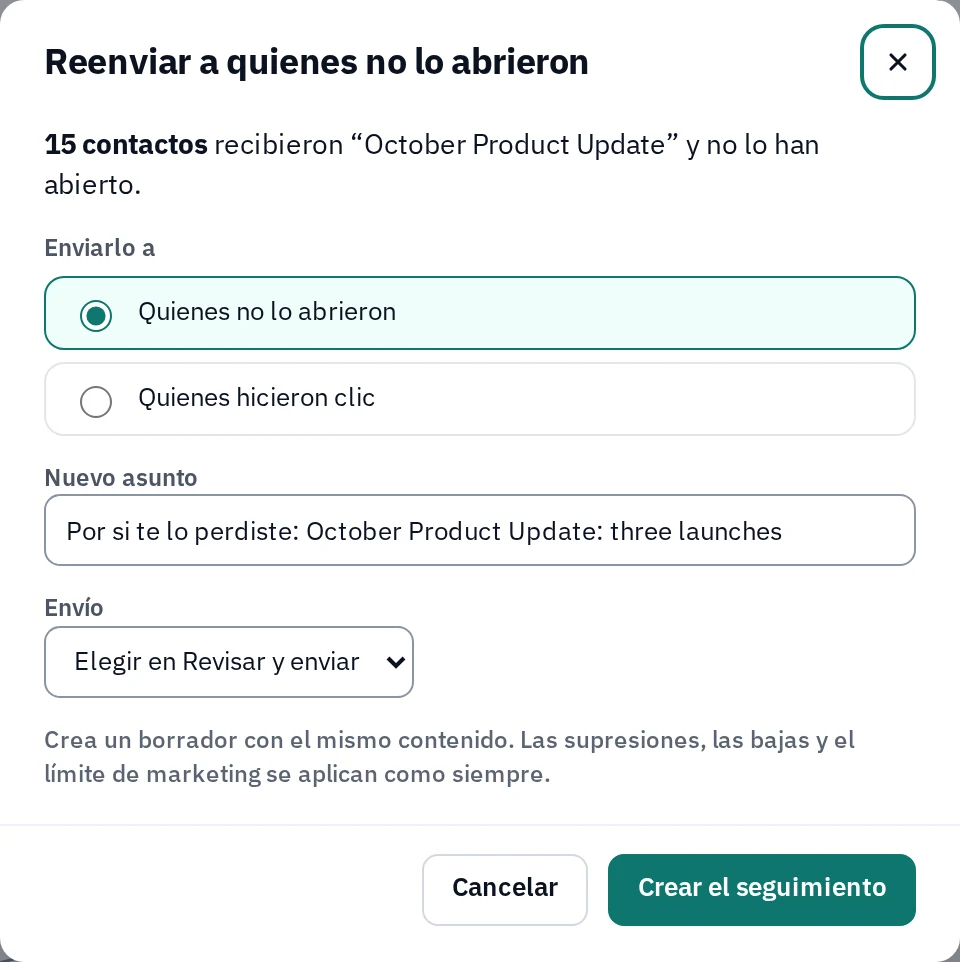 Reenviar a quienes no lo abrieron
15 contactos recibieron “October Product Update” y no lo han
abierto.
Enviarlo a
Quienes no lo abrieron
Quienes hicieron clic
Nuevo asunto
Por si te lo perdiste: October Product Update: three launches
Envío
Elegir en Revisar y enviar
Crea un borrador con el mismo contenido. Las supresiones, las bajas y el
límite de marketing se aplican como siempre.
Cancelar
Crear el seguimiento